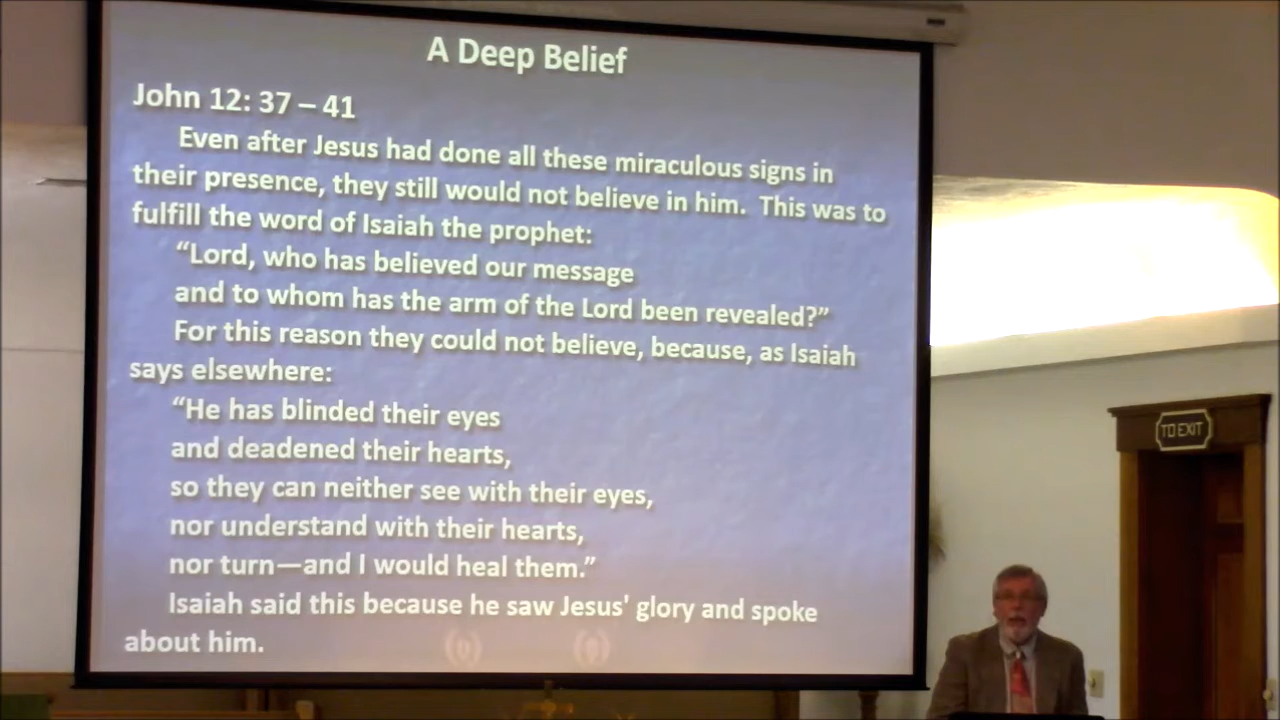 A Deep Belief
John 12: 37 – 41
Even after Jesus had done all these miraculous signs in
their presence, they still would not believe in him.  This was to
fulfill the word of Isaiah the prophet:
“Lord, who has believed our message
and to whom has the arm of the Lord been revealed?”
For this reason they could not believe, because, as Isaiah
says elsewhere:
“He has blinded their eyes
and deadened their hearts,
so they can neither see with their eyes,
nor understand with their hearts,
nor turn—and I would heal them.”
Isaiah said this because he saw Jesus' glory and spoke
about him.
TO EXIT